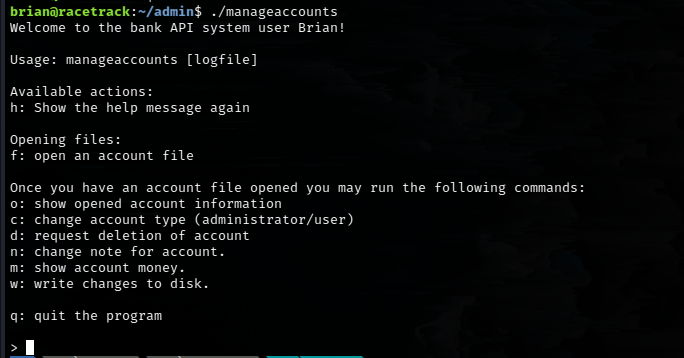 brian@racetrack:~/admin$ ./manageaccounts
Welcome to the bank API system user Brian!
Usage: manageaccounts [logfile]
Available actions:
h: Show the help message again
Opening files:
f: open an account file
Once you have an account file opened you may run the following commands:
o: show opened account information
c: change account type (administrator/user)
d: request deletion of account
n: change note for account.
m: show account money.
w: write changes to disk.
q: quit the program
>